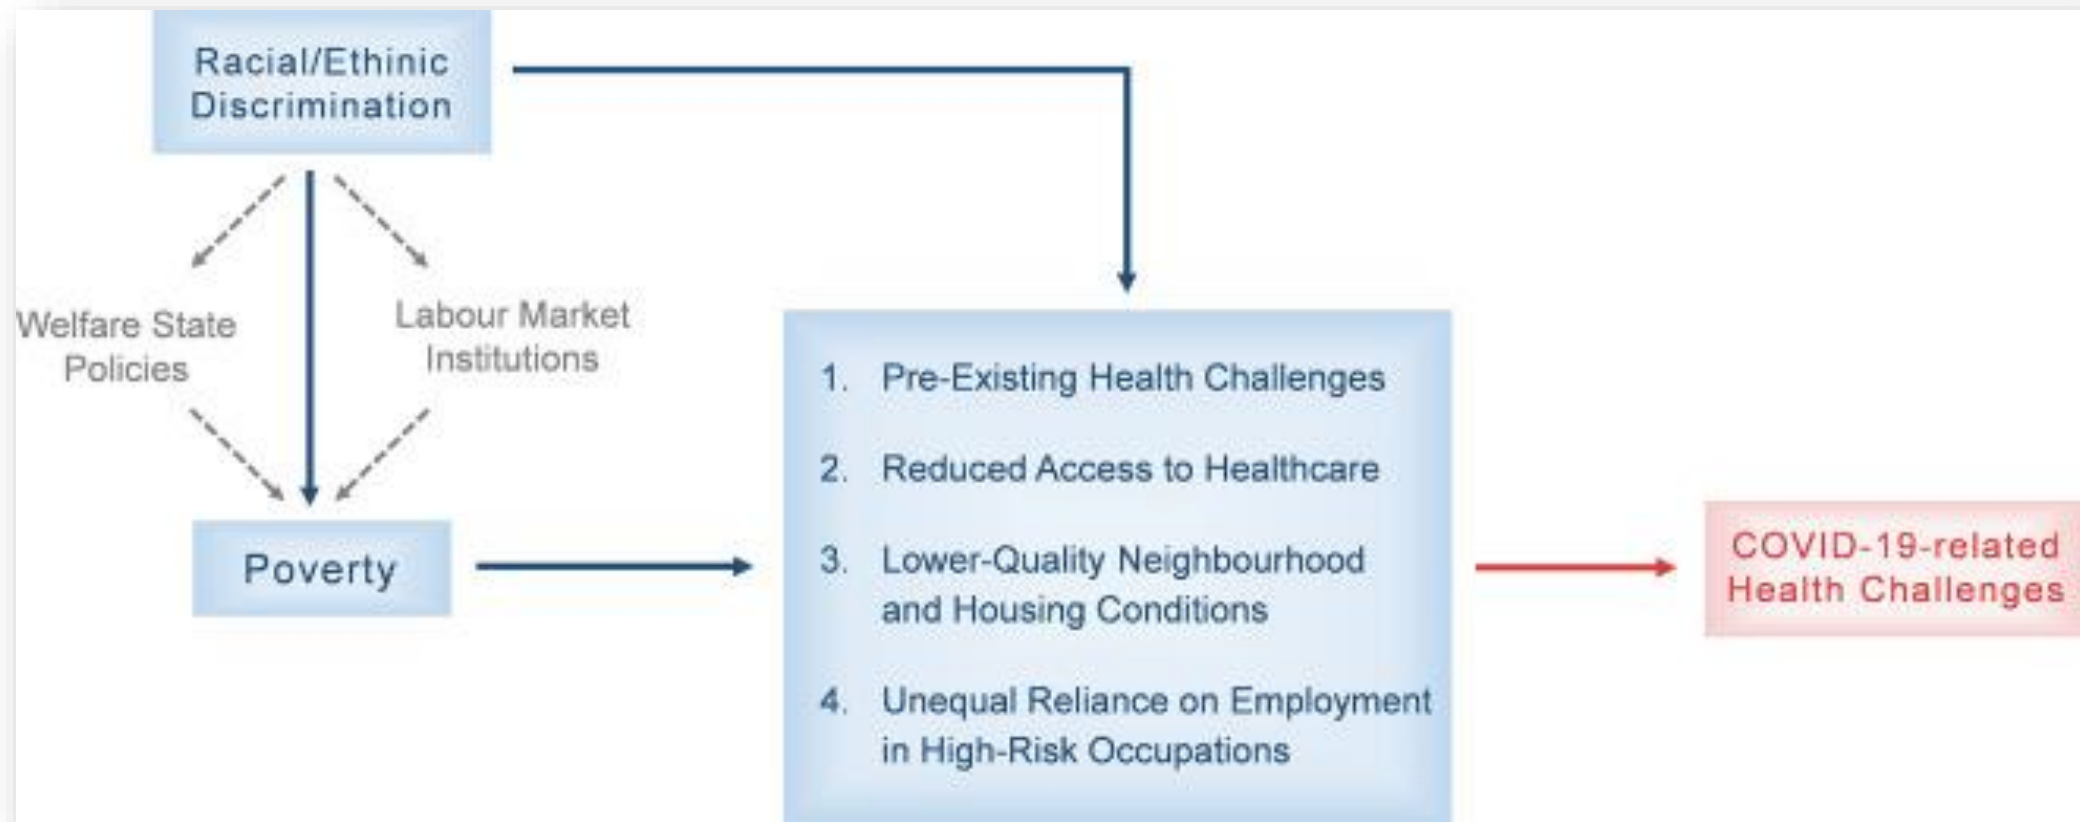 Racial/Ethinic
Discrimination
Welfare State
Policies
Labour Market
Institutions
Poverty
1. Pre-Existing Health Challenges
2. Reduced Access to Healthcare
3. Lower-Quality Neighbourhood
and Housing Conditions
4. Unequal Reliance on Employment
in High-Risk Occupations
COVID-19-related
Health Challenges